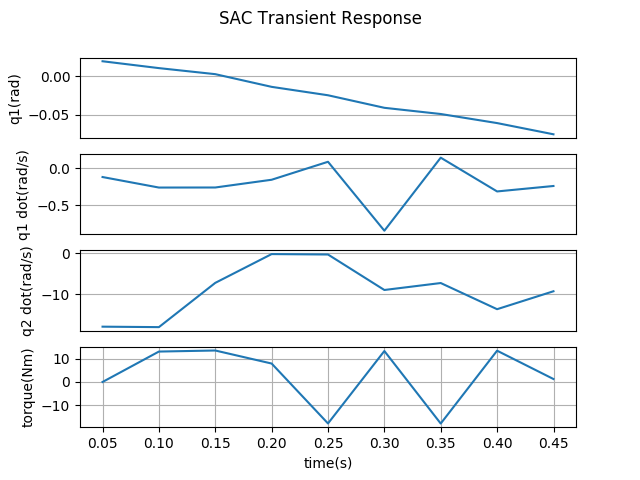 SAC Transient Response
q1(rad)
0.00
−0.05
q1 dot(rad/s)
0.0
−0.5
q2 dot(rad/s)
0
−10
torque(Nm)
10
0
−10
0.05 0.10 0.15 0.20 0.25 0.30 0.35 0.40 0.45
time(s)